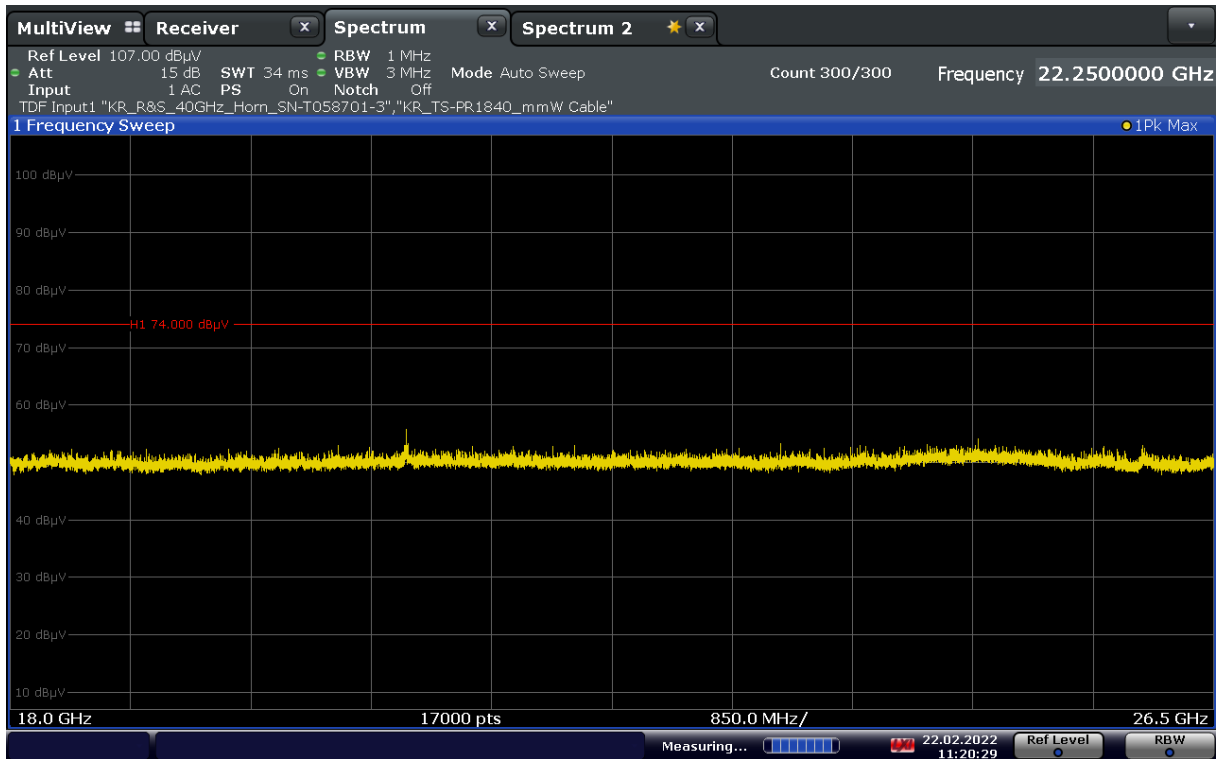 MultiView Receiver X Spectrum X Spectrum 2 X
Ref Level 107.00 dBµV RBW 1 MHz
Att 15 dB SWT 34 ms VBW 3 MHz Mode Auto Sweep Count 300/300 Frequency 22.2500000 GHz
Input 1 AC PS On Notch Off
TDF Input1 "KR_R&S_40GHz_Horn_SN-T058701-3","KR_TS-PR1840_mmW Cable"
1 Frequency Sweep 1Pk Max
100 dBµV
90 dBµV
80 dBµV
H1 74.000 dBµV
70 dBµV
60 dBµV
40 dBµV
30 dBµV
20 dBµV
10 dBµV
18.0 GHz 17000 pts 850.0 MHz/ 26.5 GHz
Measuring... 22.02.2022 Ref Level RBW
11:20:29